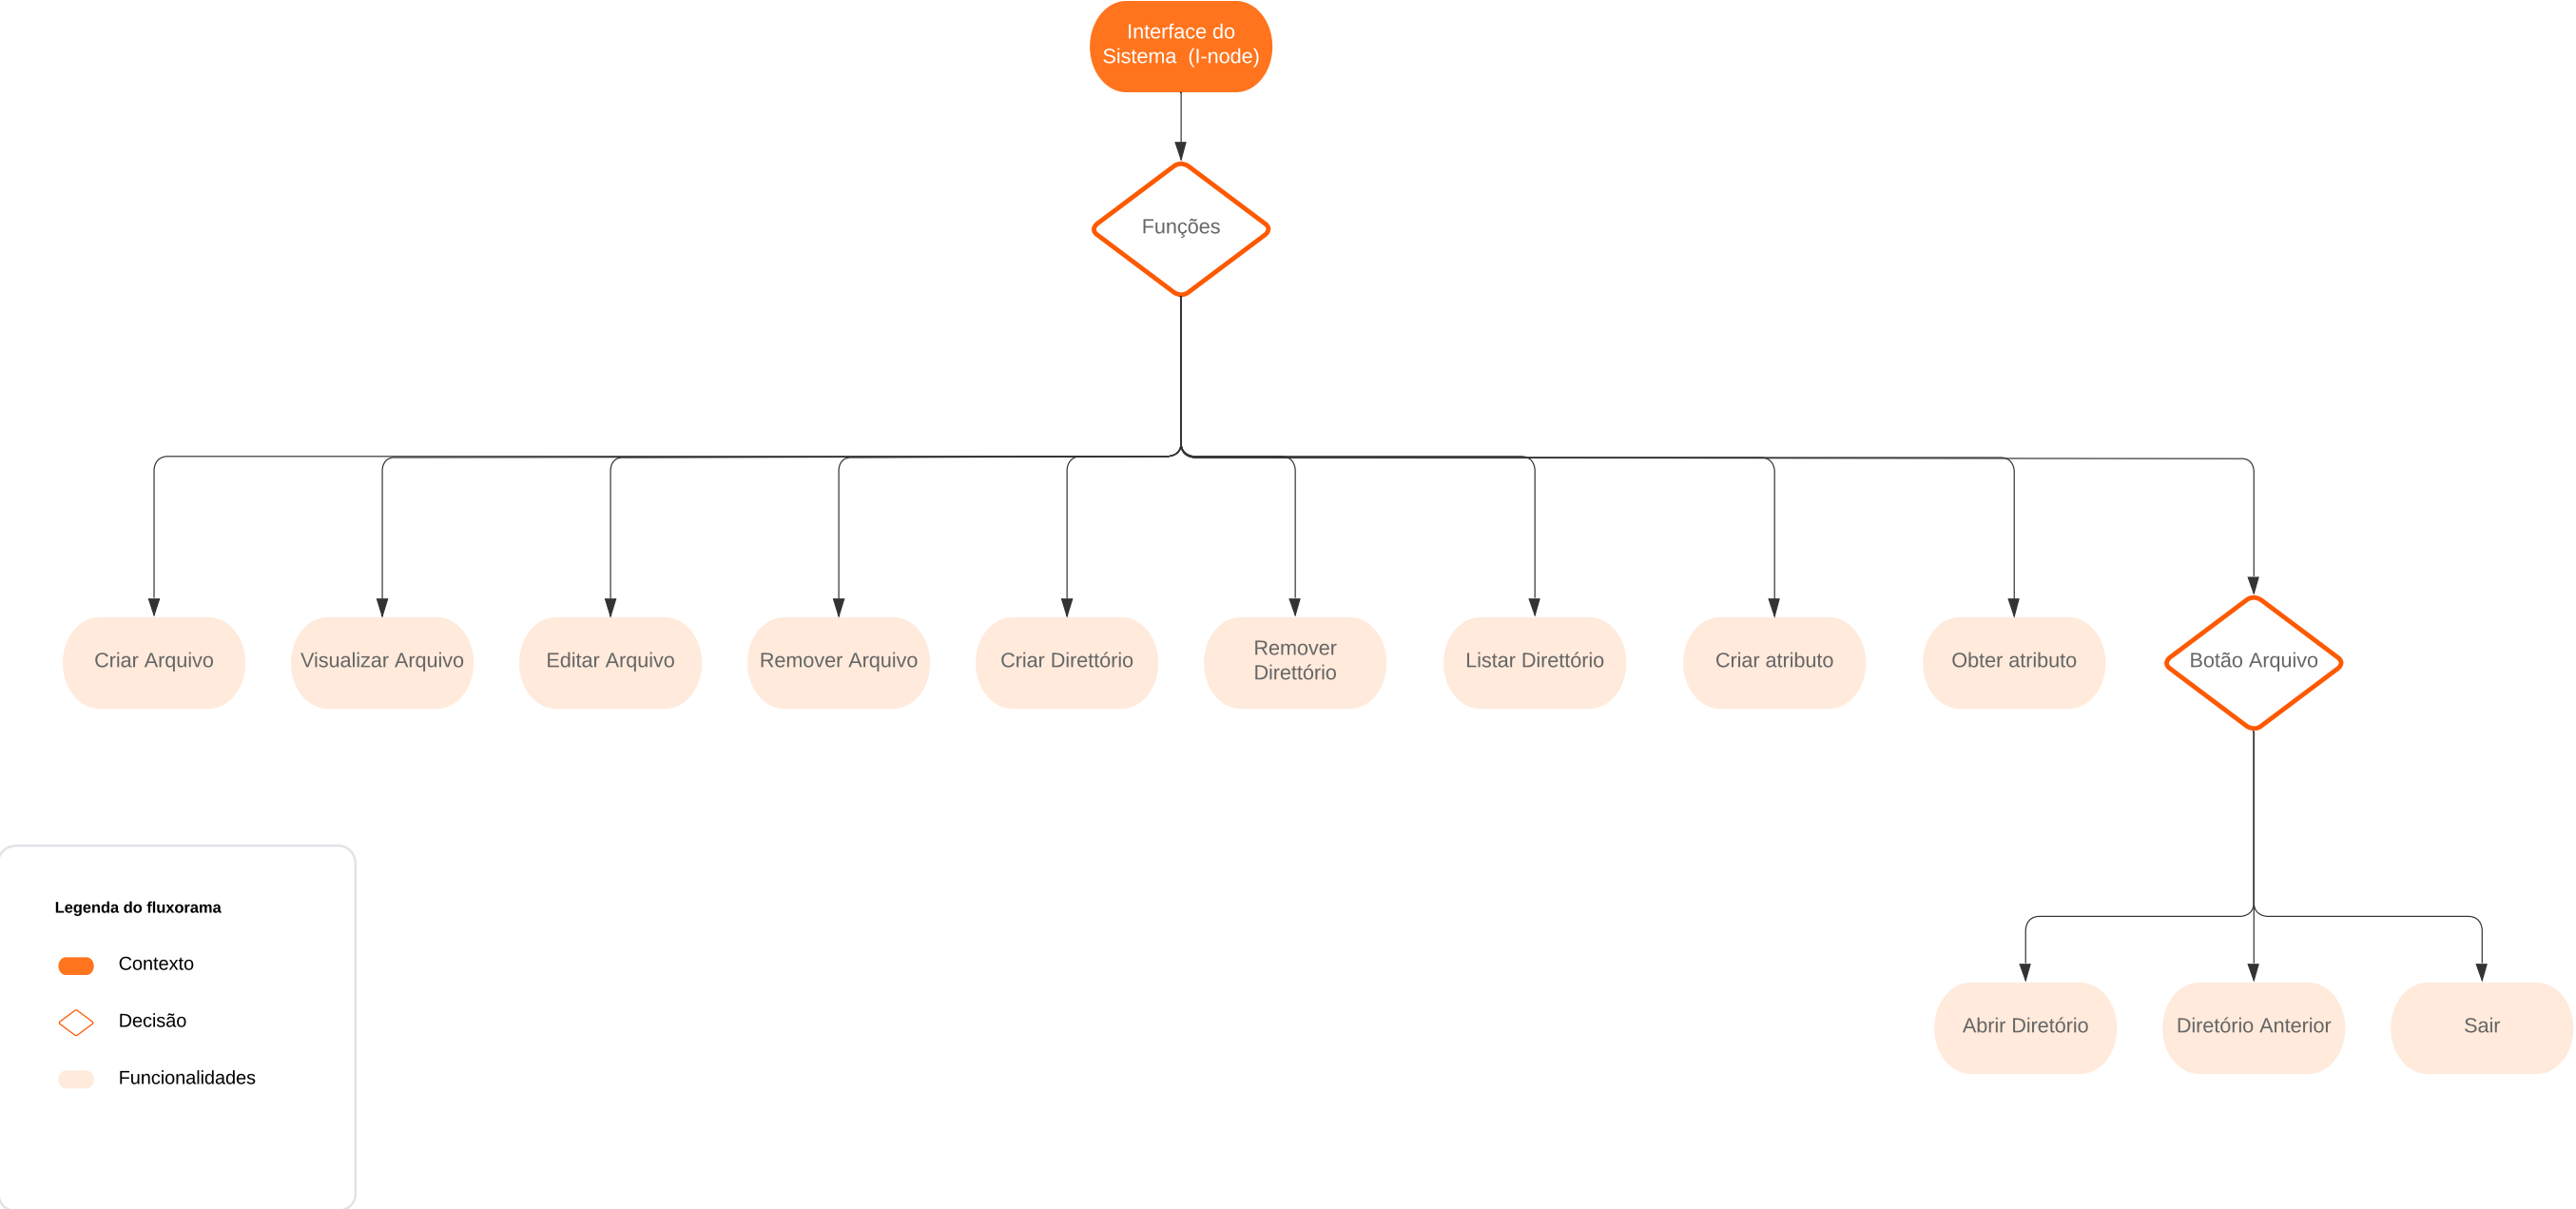 Interface do
Sistema (I-node)
Funções
Criar Arquivo
Visualizar Arquivo
Editar Arquivo
Remover Arquivo
Criar Direttório
Remover
Direttório
Listar Direttório
Criar atributo
Obter atributo
Botão Arquivo
Abrir Diretório
Diretório Anterior
Sair
Legenda do fluxorama
Contexto
Decisão
Funcionalidades